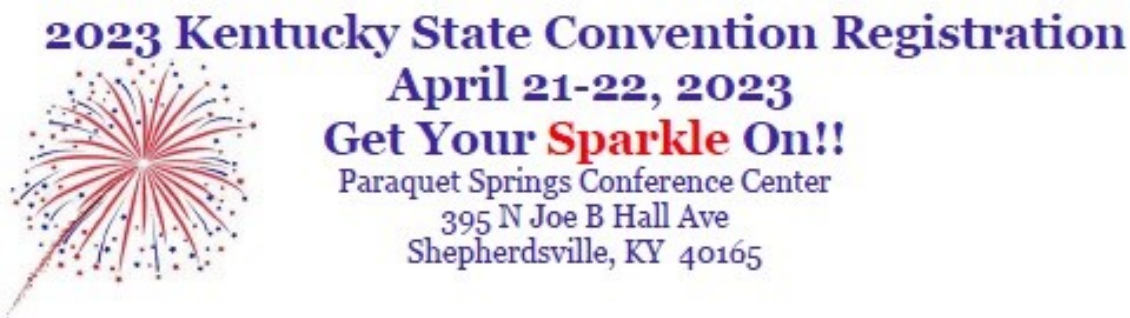 2023 Kentucky State Convention Registration
April 21-22, 2023
Get Your Sparkle On!!
Paraquet Springs Conference Center
395 N Joe B Hall Ave
Shepherdsville, KY 40165